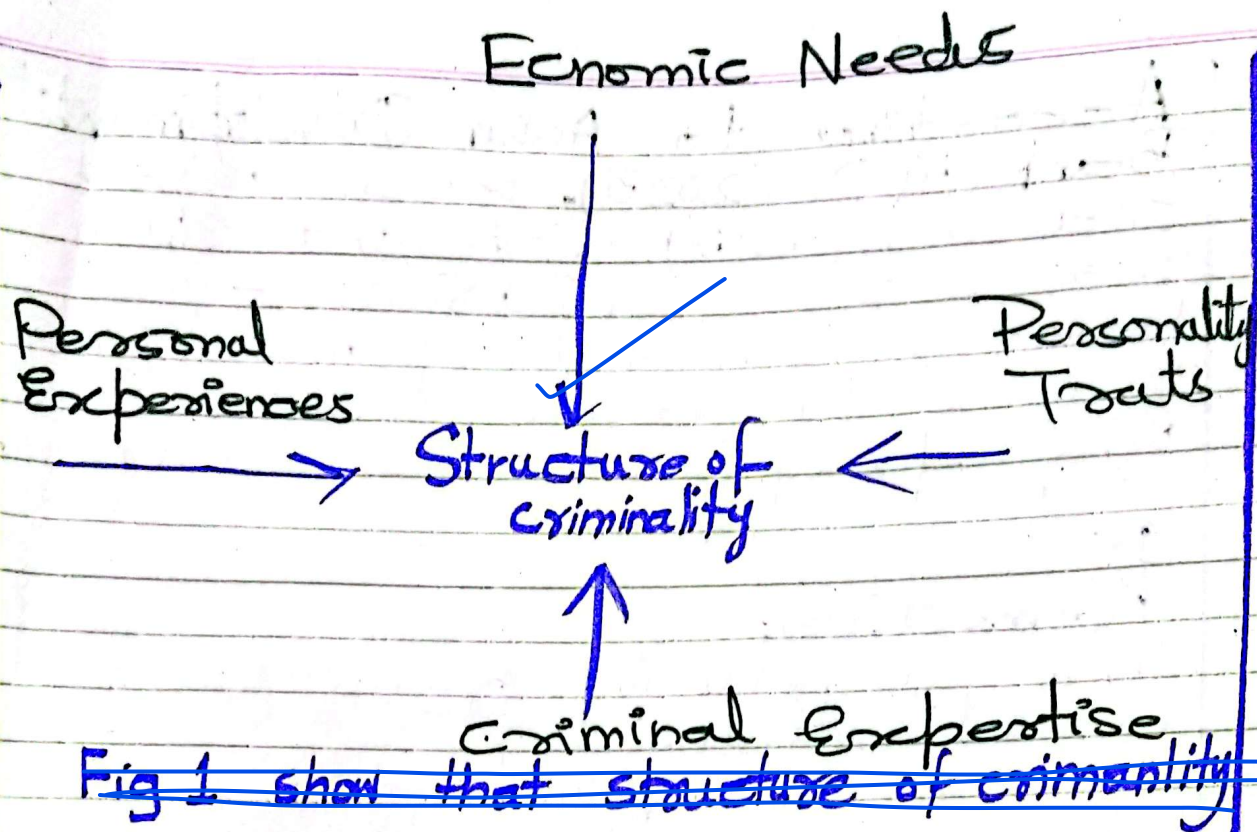 Ecnomic Needs
Personal
Experiences
Personality
Traits
Structure of
criminality
Criminal Expertise
Fig 1 show that structure of crimanlity